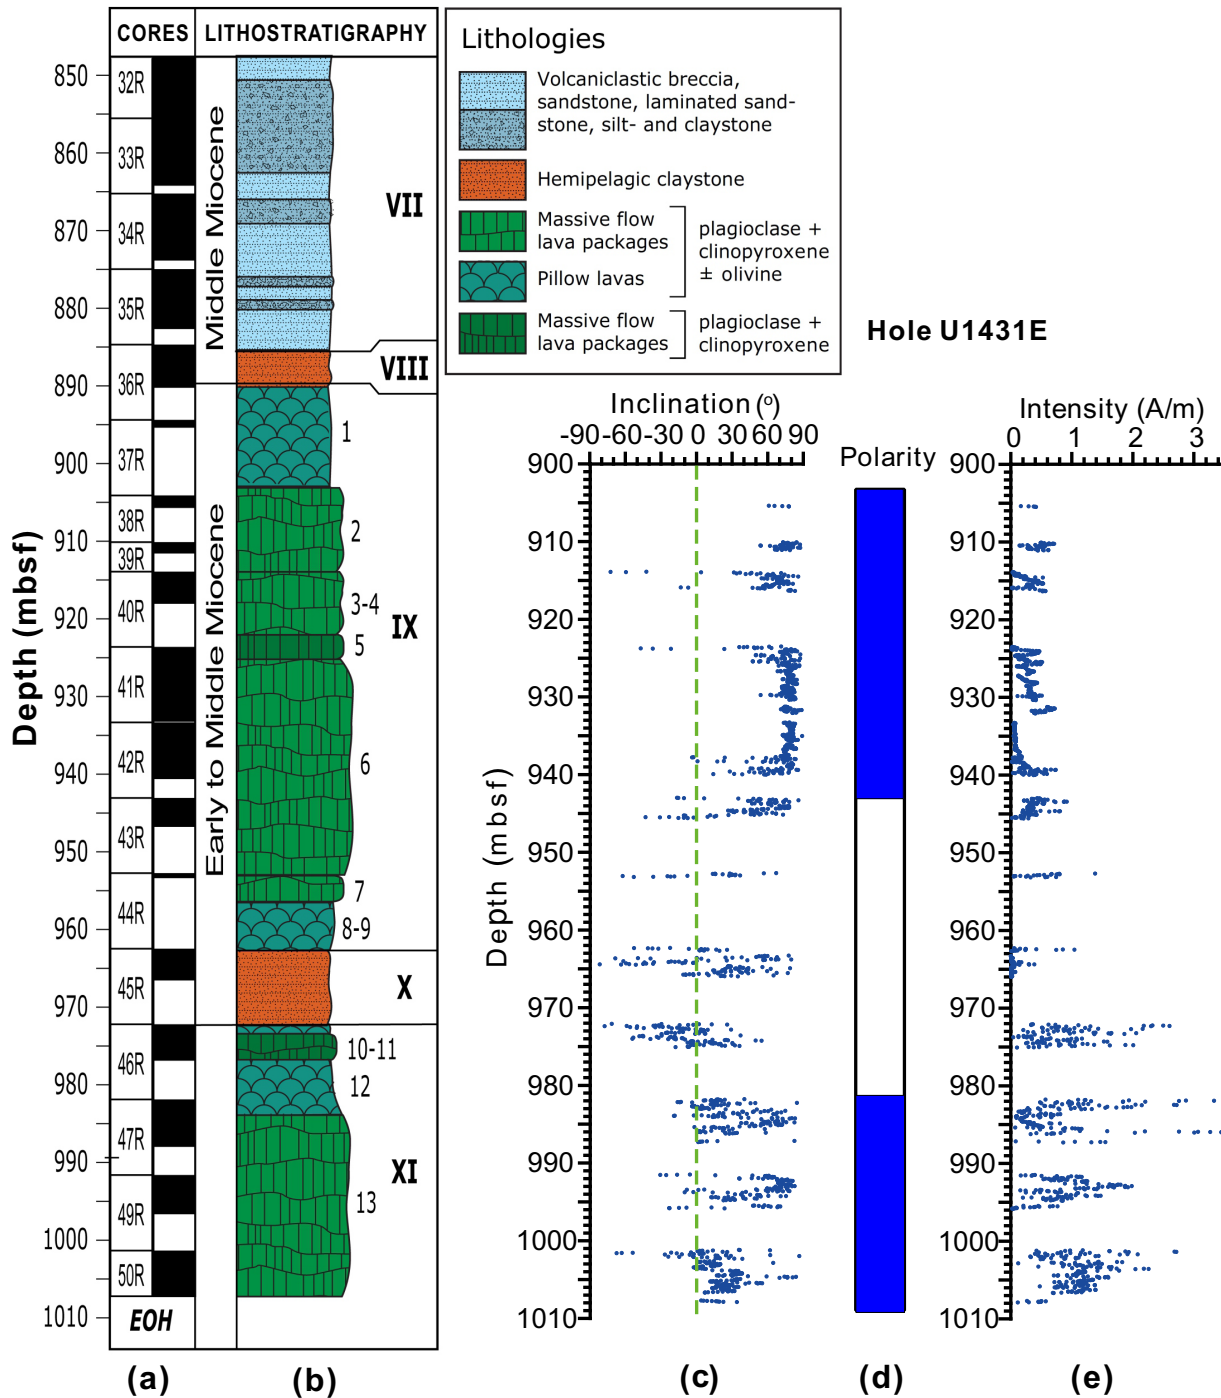 CORES
LITHOSTRATIGRAPHY
Depth (mbsf)
850
860
870
880
890
900
910
920
930
940
950
960
970
980
990
1000
1010
32R
33R
34R
35R
36R
37R
38R
39R
40R
41R
42R
43R
44R
45R
46R
47R
49R
50R
EOH
Middle Miocene
Early to Middle Miocene
VII
VIII
IX
X
XI
1
2
3-4
5
6
7
8-9
10-11
12
13
Lithologies
Volcaniclastic breccia,
sandstone, laminated sand-
stone, silt- and claystone
Hemipelagic claystone
Massive flow
lava packages
Pillow lavas
plagioclase +
clinopyroxene
± olivine
Massive flow
lava packages
plagioclase +
clinopyroxene
Hole U1431E
Inclination (o)
-90 -60 -30 0 30 60 90
Depth (mbsf)
900
910
920
930
940
950
960
970
980
990
1000
1010
Polarity
Intensity (A/m)
0 1 2 3
900
910
920
930
940
950
960
970
980
990
1000
1010
(a) (b) (c) (d) (e)